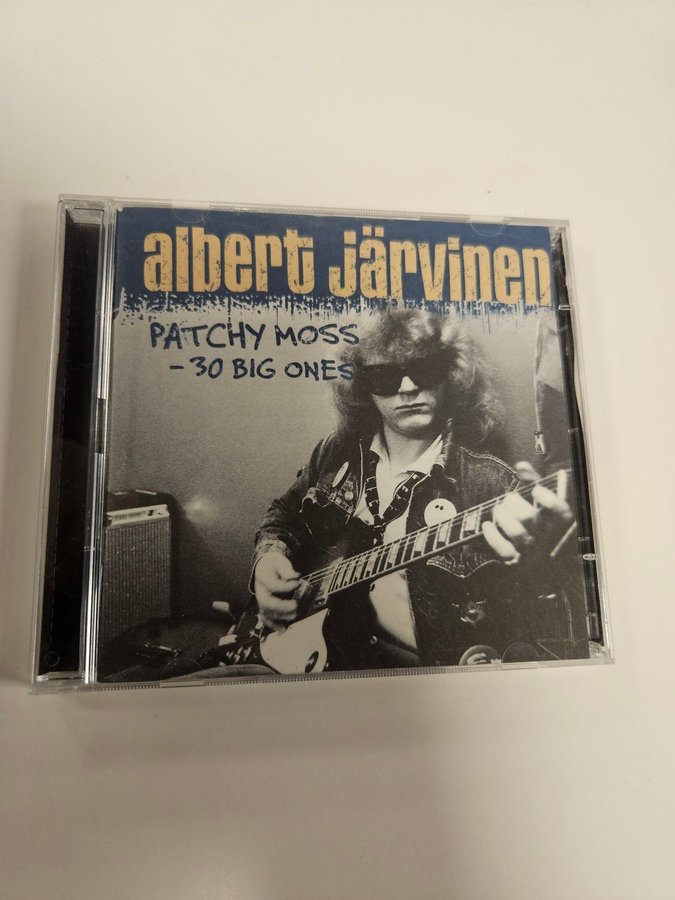 albert järvinen
PATCHY MOSS
- 30 BIG ONES